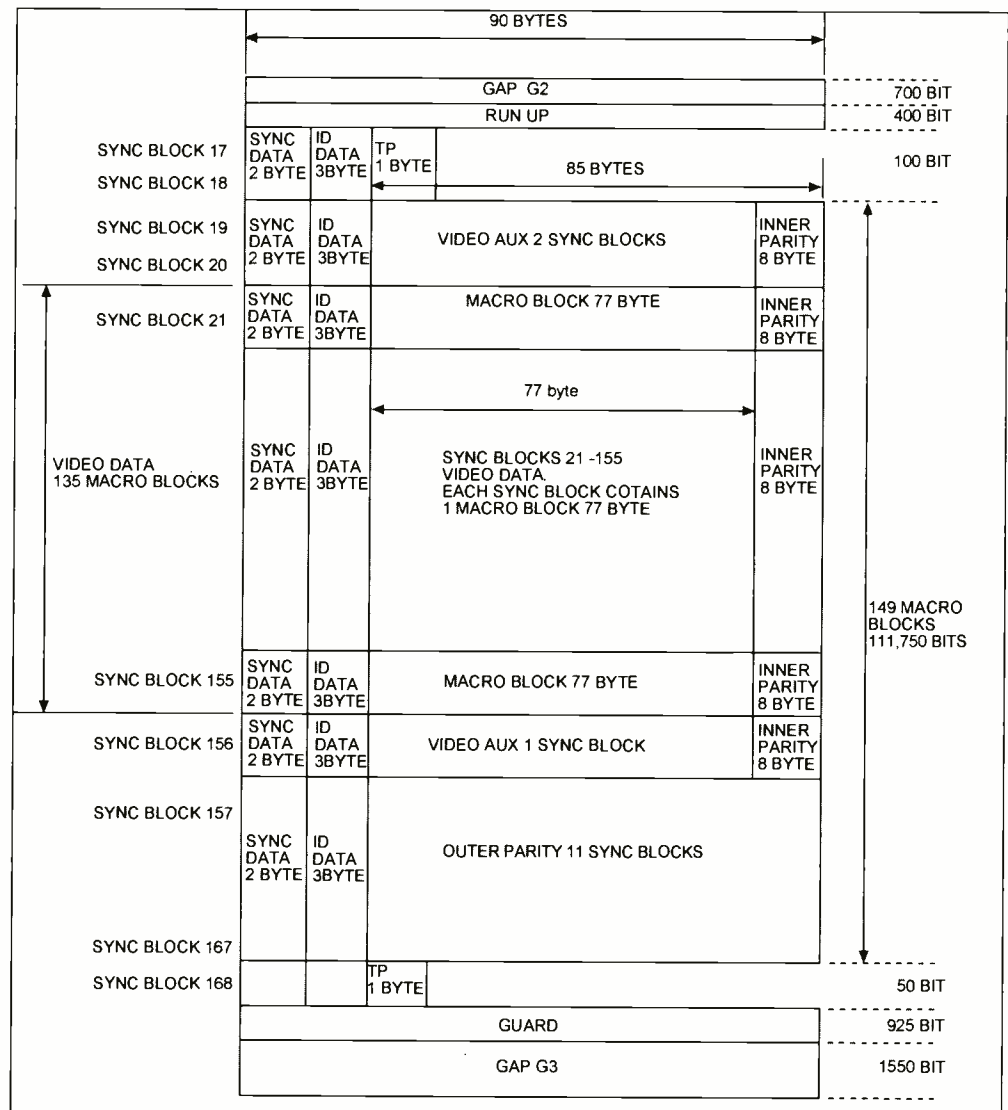 90 BYTES
GAP G2
700 BIT
RUN UP
400 BIT
SYNC BLOCK 17
SYNC BLOCK 18
SYNC
DATA
2 BYTE
ID
DATA
3BYTE
TP
1 BYTE
85 BYTES
100 BIT
SYNC BLOCK 19
SYNC BLOCK 20
SYNC
DATA
2 BYTE
ID
DATA
3BYTE
VIDEO AUX 2 SYNC BLOCKS
INNER
PARITY
8 BYTE
SYNC BLOCK 21
SYNC
DATA
2 BYTE
ID
DATA
3BYTE
MACRO BLOCK 77 BYTE
INNER
PARITY
8 BYTE
77 byte
VIDEO DATA
135 MACRO BLOCKS
SYNC
DATA
2 BYTE
ID
DATA
3BYTE
SYNC BLOCKS 21 -155
VIDEO DATA.
EACH SYNC BLOCK COTAINS
1 MACRO BLOCK 77 BYTE
INNER
PARITY
8 BYTE
149 MACRO
BLOCKS
111,750 BITS
SYNC BLOCK 155
SYNC
DATA
2 BYTE
ID
DATA
3BYTE
MACRO BLOCK 77 BYTE
INNER
PARITY
8 BYTE
SYNC BLOCK 156
SYNC
DATA
2 BYTE
ID
DATA
3BYTE
VIDEO AUX 1 SYNC BLOCK
INNER
PARITY
8 BYTE
SYNC BLOCK 157
SYNC
DATA
2 BYTE
ID
DATA
3BYTE
OUTER PARITY 11 SYNC BLOCKS
SYNC BLOCK 167
SYNC BLOCK 168
TP
1 BYTE
50 BIT
GUARD
925 BIT
GAP G3
1550 BIT